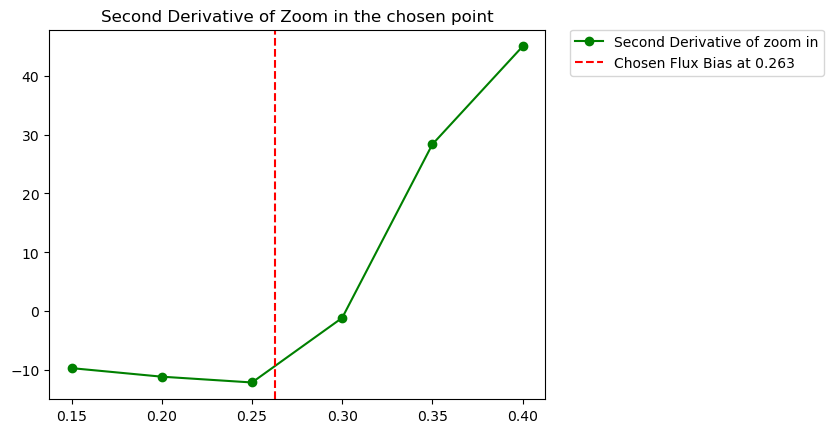 Second Derivative of Zoom in the chosen point
Second Derivative of zoom in
Chosen Flux Bias at 0.263
40
30
20
10
0
−10
0.15 0.20 0.25 0.30 0.35 0.40